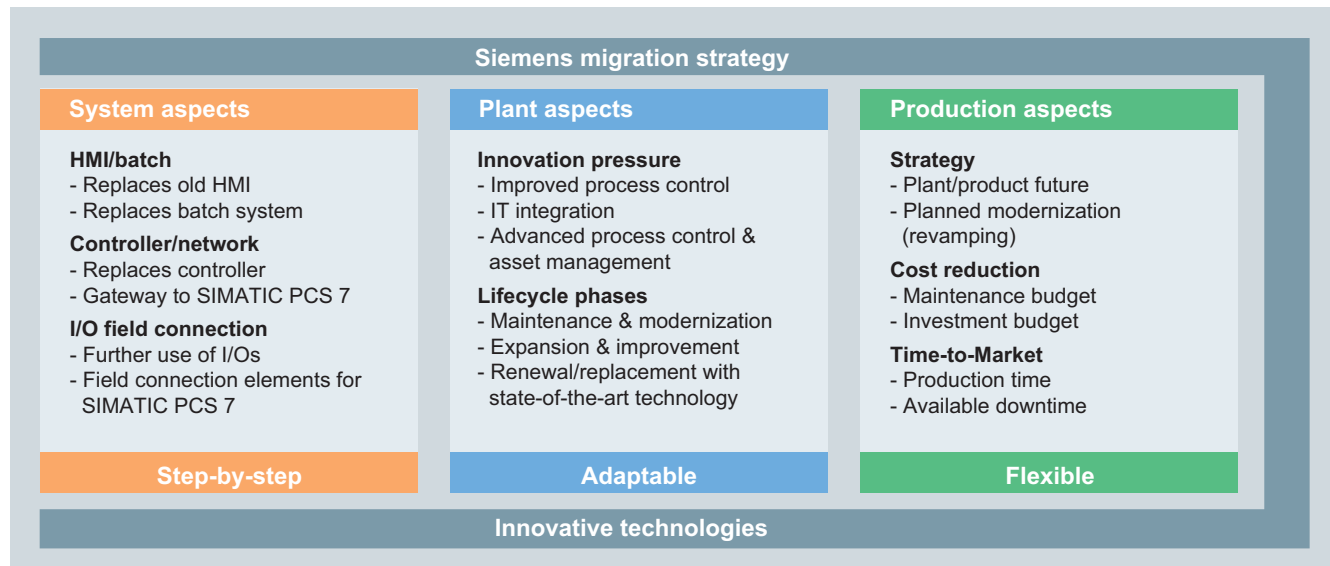 Siemens migration strategy
System aspects
HMI/batch
- Replaces old HMI
- Replaces batch system
Controller/network
- Replaces controller
- Gateway to SIMATIC PCS 7
I/O field connection
- Further use of I/Os
- Field connection elements for
SIMATIC PCS 7
Step-by-step
Plant aspects
Innovation pressure
- Improved process control
- IT integration
- Advanced process control &
asset management
Lifecycle phases
- Maintenance & modernization
- Expansion & improvement
- Renewal/replacement with
state-of-the-art technology
Adaptable
Production aspects
Strategy
- Plant/product future
- Planned modernization
(revamping)
Cost reduction
- Maintenance budget
- Investment budget
Time-to-Market
- Production time
- Available downtime
Flexible
Innovative technologies